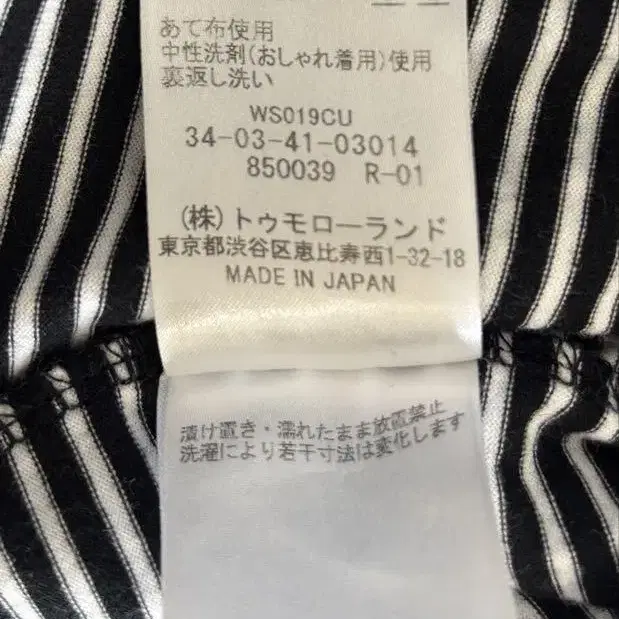 あて布使用
中性洗剤(おしゃれ着用)使用
裏返し洗い
WS019CU
34-03-41-03014
850039 R-01
(株)トゥモローランド
東京都渋谷区恵比寿西1-32-18
MADE IN JAPAN
漬け置き・濡れたまま放置禁止
洗濯により若干寸法は変化します